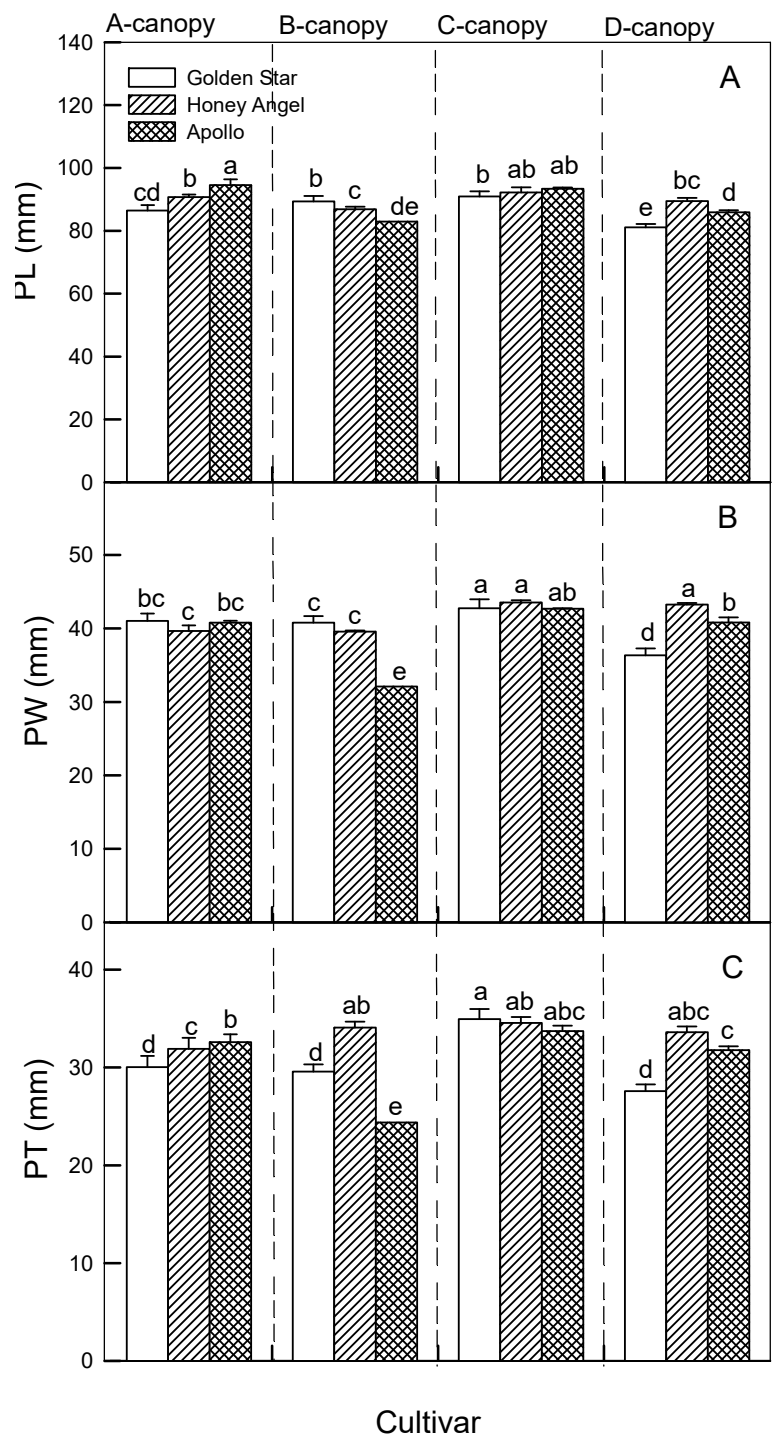 A-canopy B-canopy C-canopy D-canopy
140
A
Golden Star
120
Honey Angel
Apollo
100
cd b a b c de b ab ab e bc d
80
PL (mm)
60
40
20
0
B
50
bc c bc c c e a a ab d a b
40
PW (mm)
30
20
10
0
C
40
d c b d ab e a ab abc d abc c
30
PT (mm)
20
10
0
Cultivar